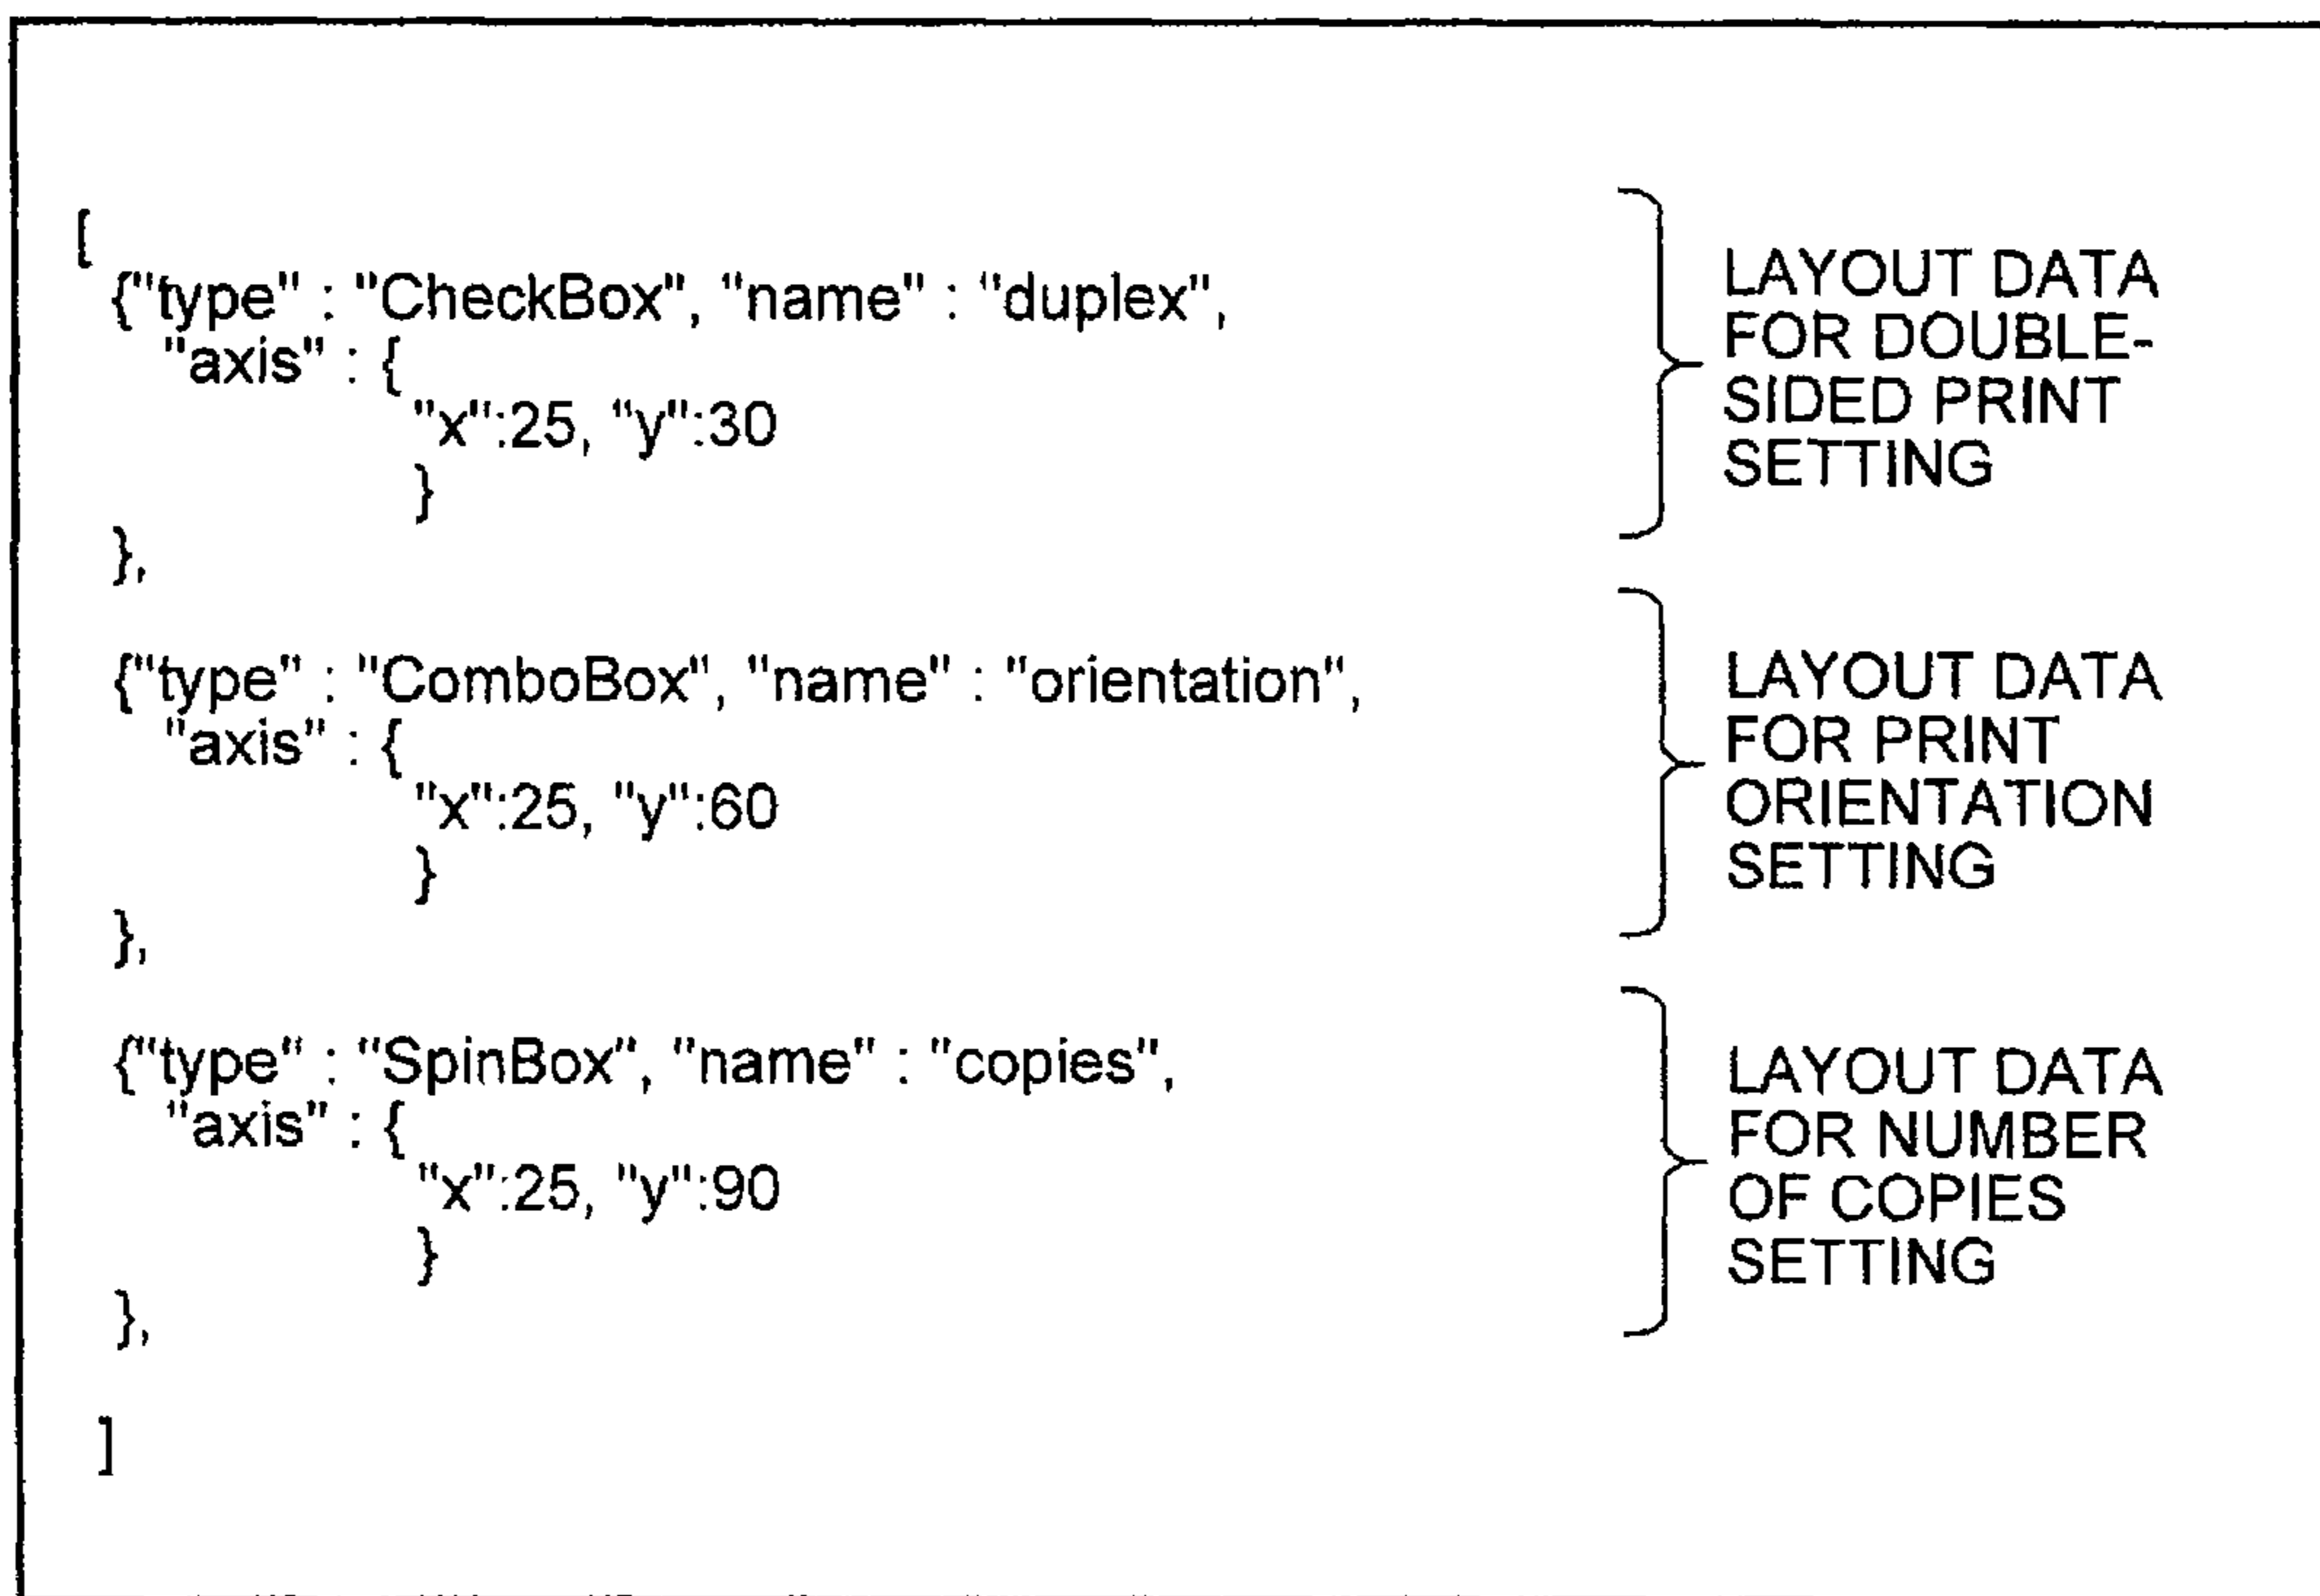 [
{"type" : "CheckBox", "name" : "duplex",
"axis" : {
"x":25, "y":30
}
},
LAYOUT DATA
FOR DOUBLE-
SIDED PRINT
SETTING
{"type" : "ComboBox", "name" : "orientation",
"axis" : {
"x":25, "y":60
}
},
LAYOUT DATA
FOR PRINT
ORIENTATION
SETTING
{"type" : "SpinBox", "name" : "copies",
"axis" : {
"x":25, "y":90
}
},
LAYOUT DATA
FOR NUMBER
OF COPIES
SETTING
]